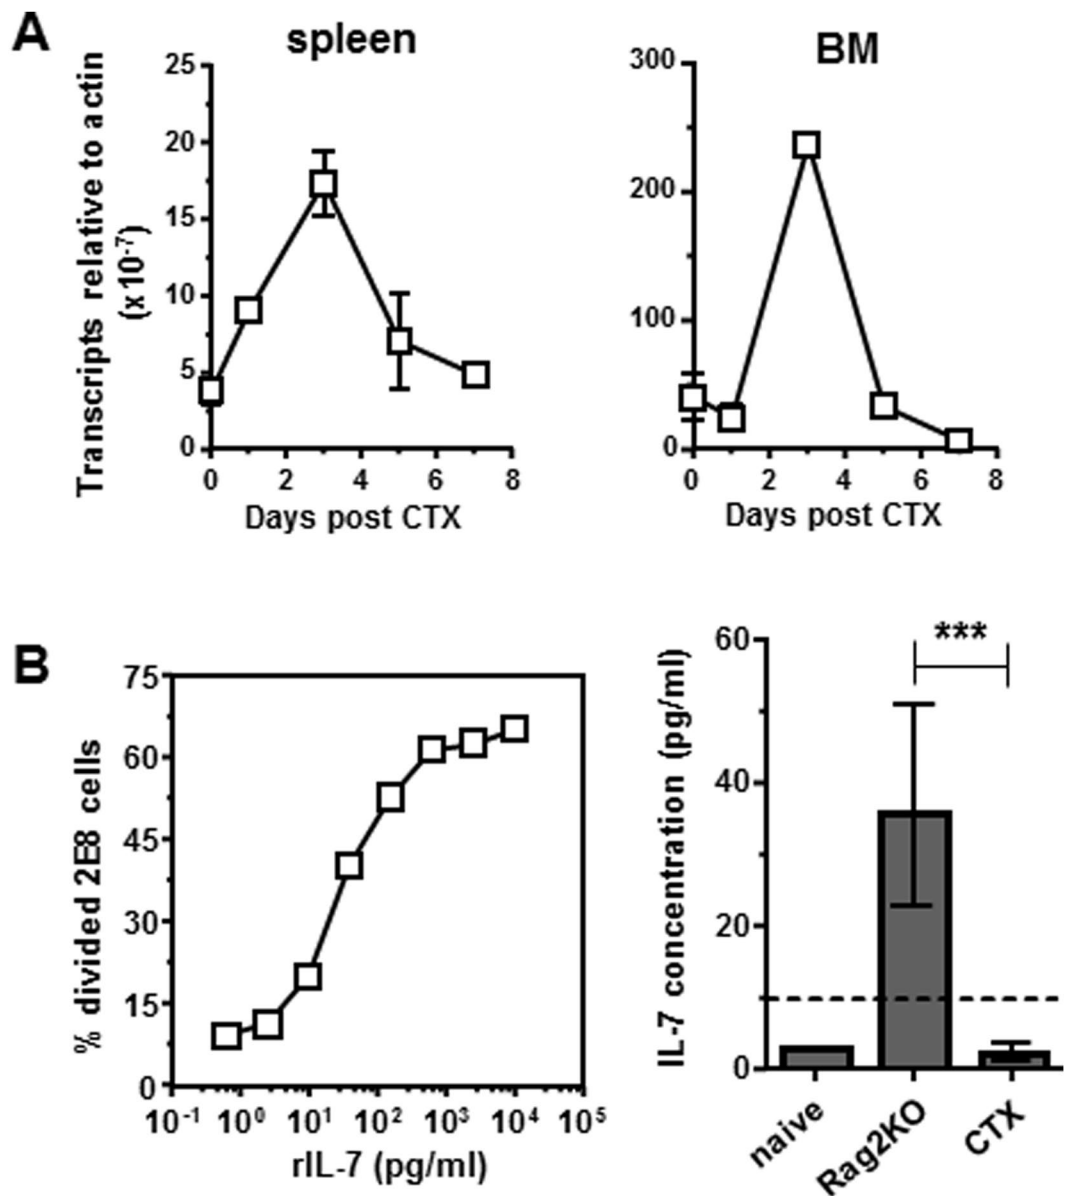 A
spleen
BM
Transcripts relative to actin
(x10⁻⁷)
25
20
15
10
5
0
0 2 4 6 8
Days post CTX
300
200
100
0
0 2 4 6 8
Days post CTX
B
% divided 2E8 cells
75
60
45
30
15
0
10⁻¹ 10⁰ 10¹ 10² 10³ 10⁴ 10⁵
rIL-7 (pg/ml)
IL-7 concentration (pg/ml)
60
40
20
0
***
naive
Rag2KO
CTX